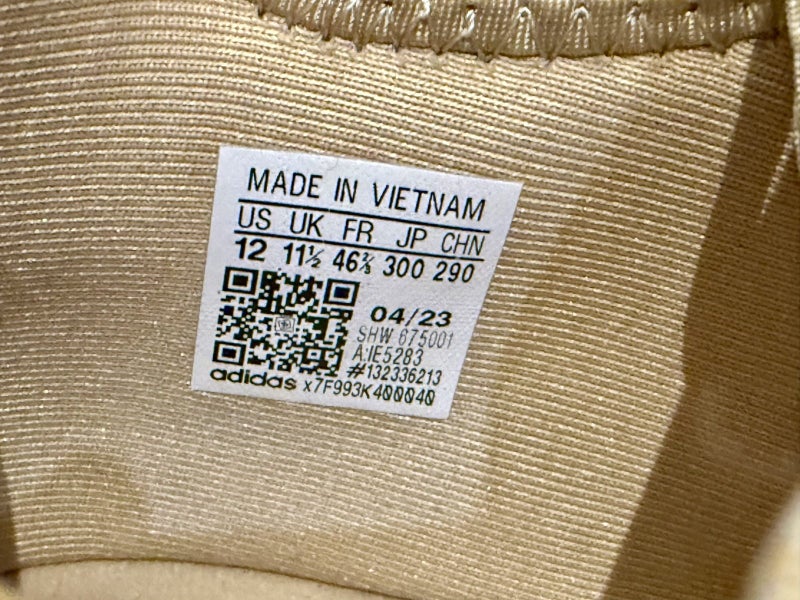 MADE IN VIETNAM
US UK FR JP CHN
12 11½ 46⅔ 300 290
04/23
SHW 675001
A:IE5283
#132336213
adidas x7F993K400040